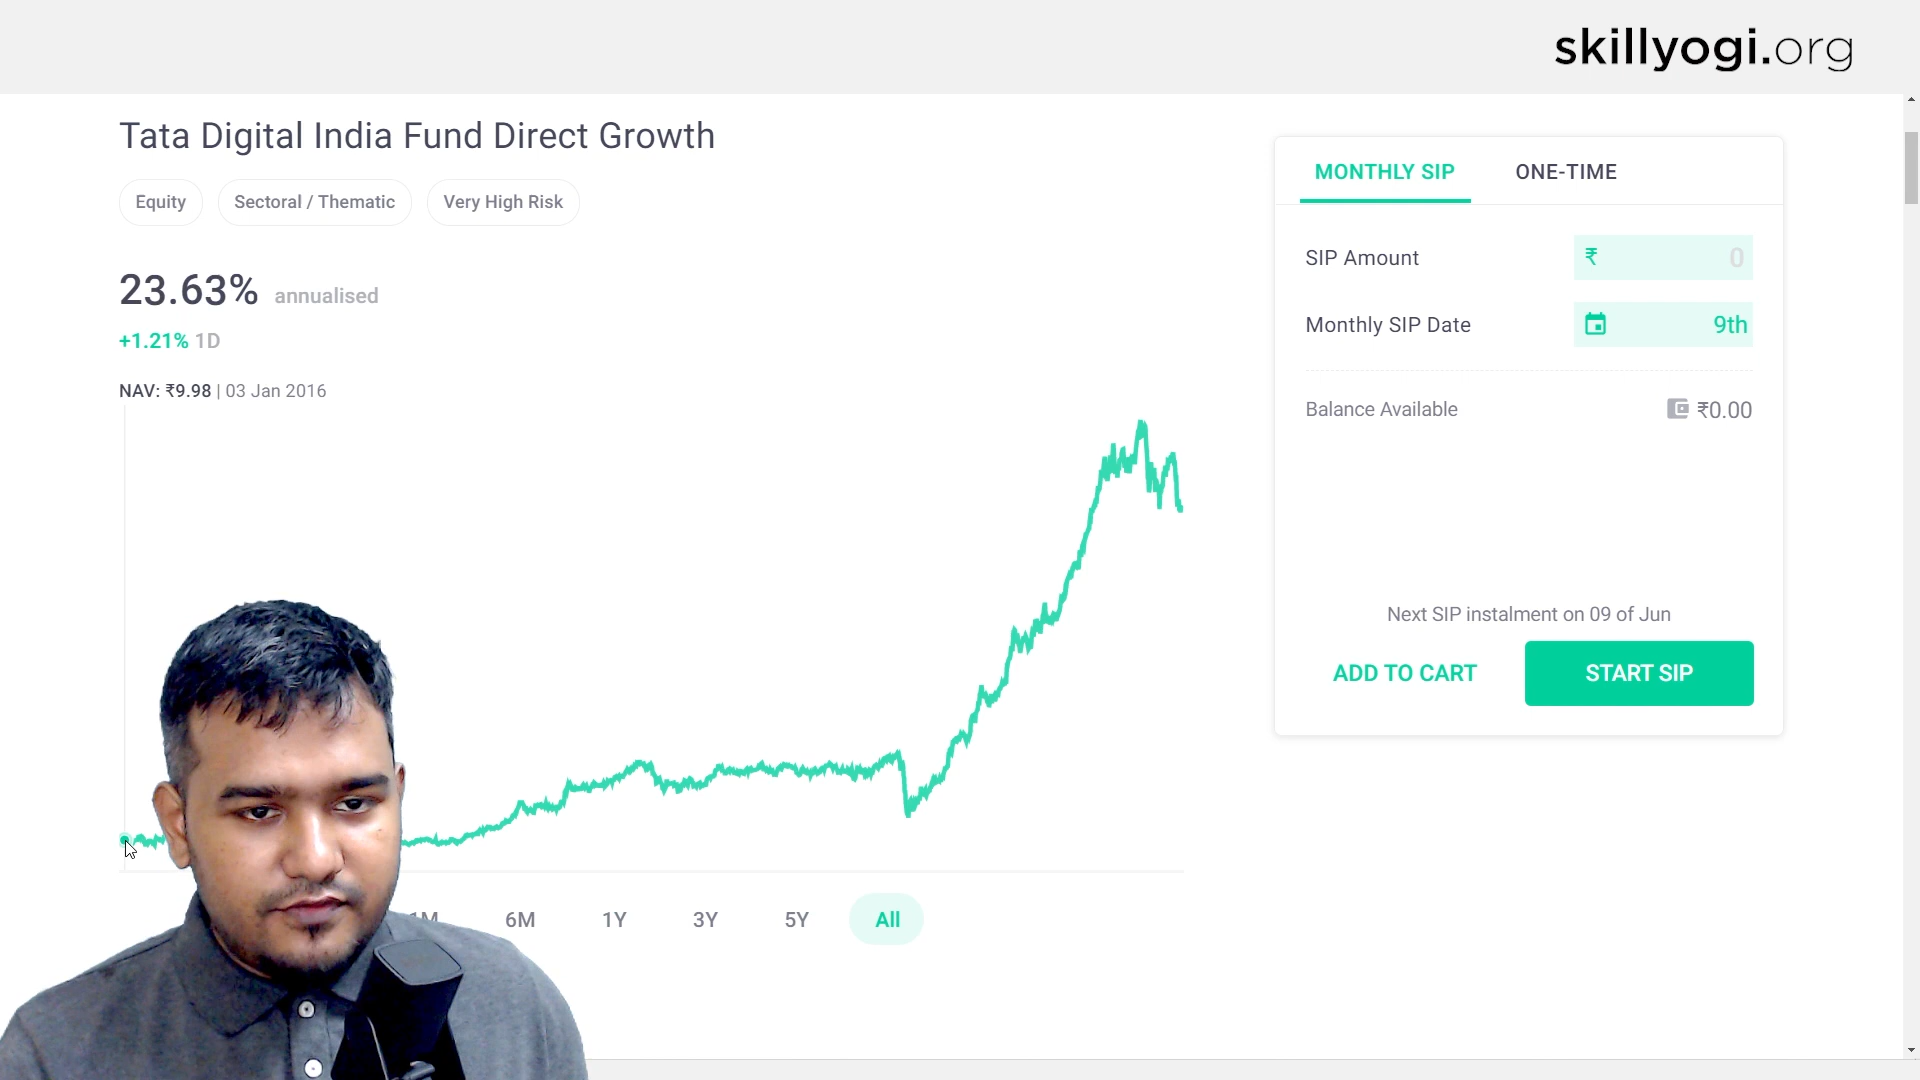 skillyogi.org
Tata Digital India Fund Direct Growth
Equity
Sectoral / Thematic
Very High Risk
23.63% annualised
+1.21% 1D
NAV: ₹9.98 | 03 Jan 2016
1M
6M
1Y
3Y
5Y
All
MONTHLY SIP
ONE-TIME
SIP Amount
₹ 0
Monthly SIP Date
9th
Balance Available
₹0.00
Next SIP instalment on 09 of Jun
ADD TO CART
START SIP